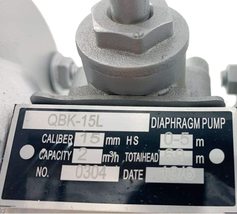 QBK-15L DIAPHRAGM PUMP
CALIBER 15 mm HS 0-5 m
CAPACITY 2 m³/h TOTAlHEAD m
NO. 0304 DATE